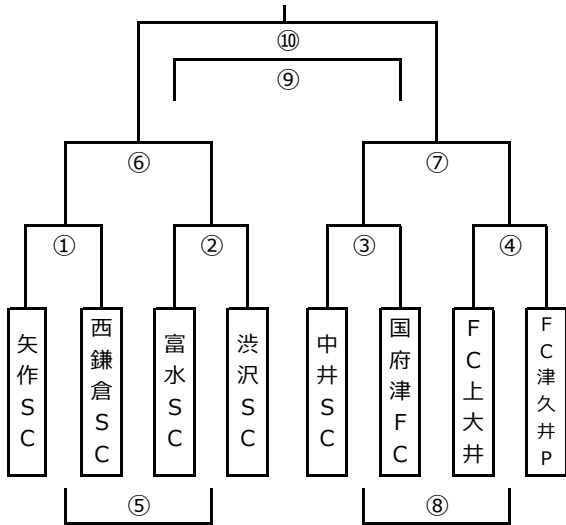 ⑩
⑨
⑥ ⑦
① ② ③ ④
矢作SC
西鎌倉SC
富水SC
渋沢SC
中井SC
国府津FC
FC上大井
FC津久井P
⑤ ⑧